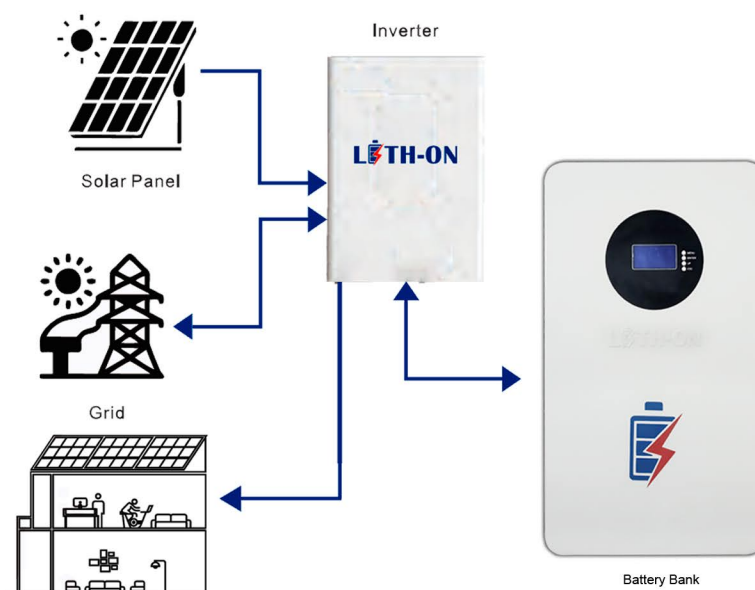 Inverter
LITH-ON
Solar Panel
LITH-ON
Grid
Battery Bank